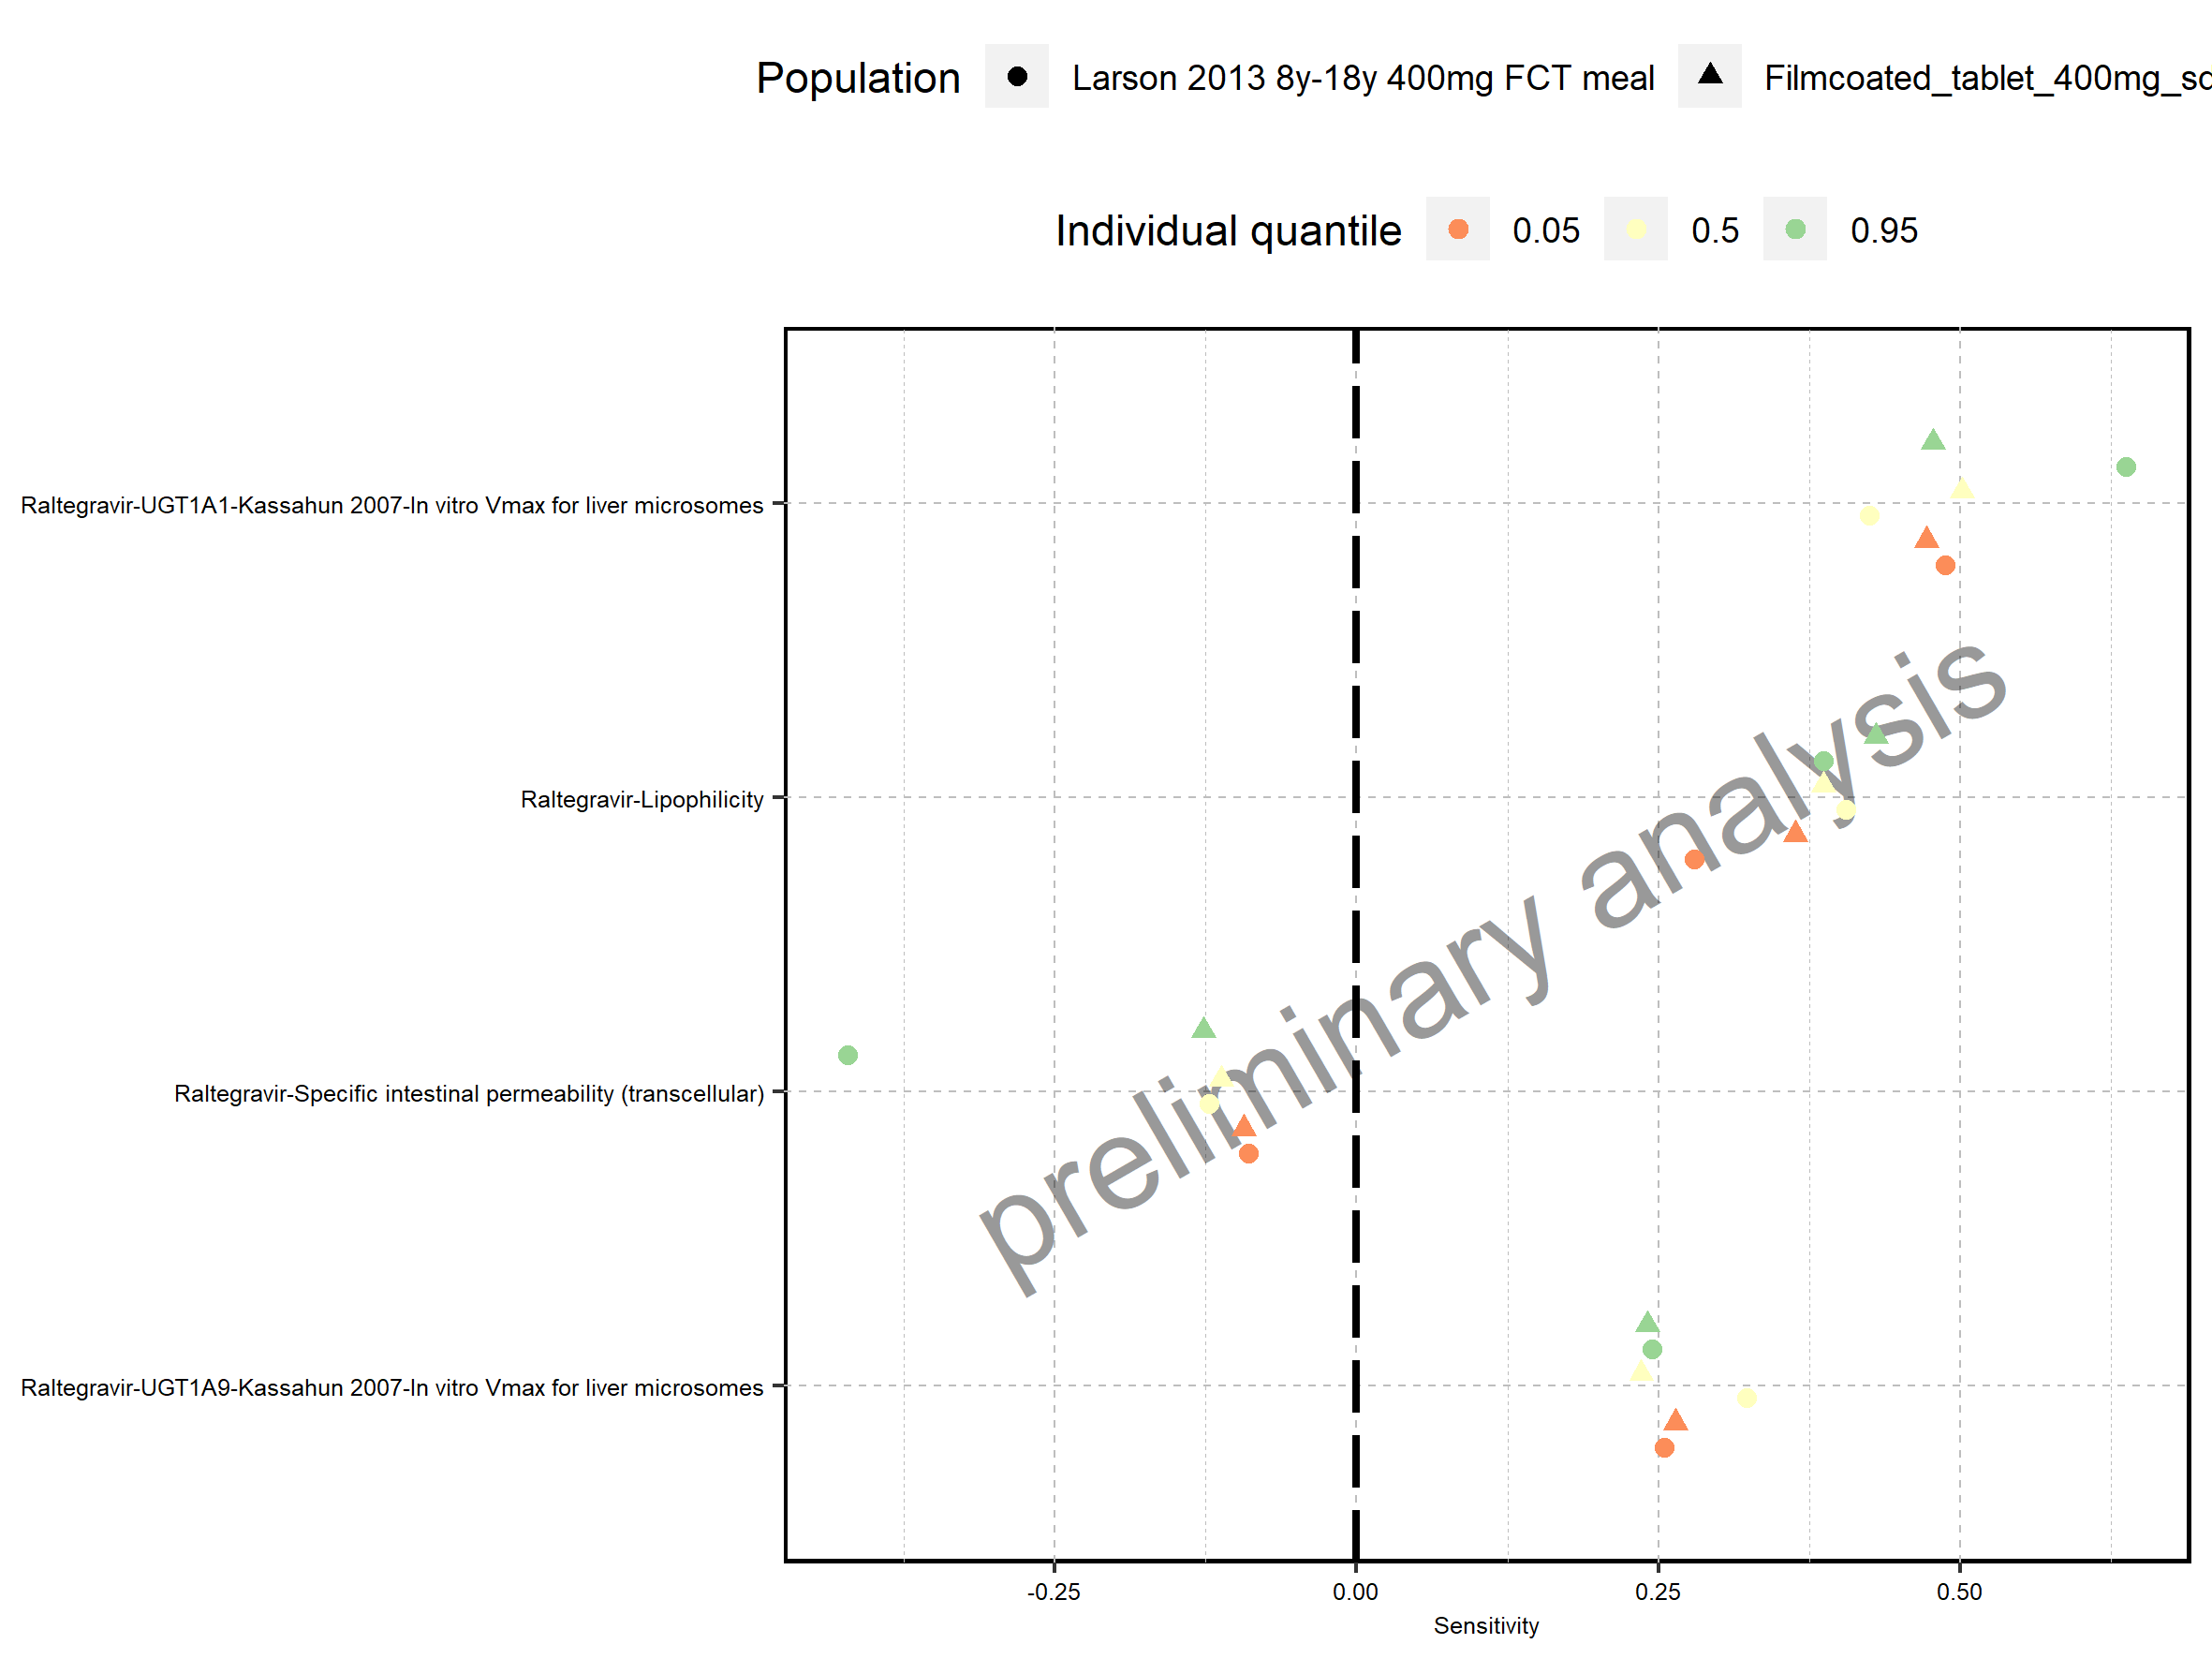 Population Larson 2013 8y-18y 400mg FCT meal Filmcoated_tablet_400mg_sd
Individual quantile 0.05 0.5 0.95
Raltegravir-UGT1A1-Kassahun 2007-In vitro Vmax for liver microsomes
Raltegravir-Lipophilicity
Raltegravir-Specific intestinal permeability (transcellular)
Raltegravir-UGT1A9-Kassahun 2007-In vitro Vmax for liver microsomes
preliminary analysis
-0.25 0.00 0.25 0.50
Sensitivity